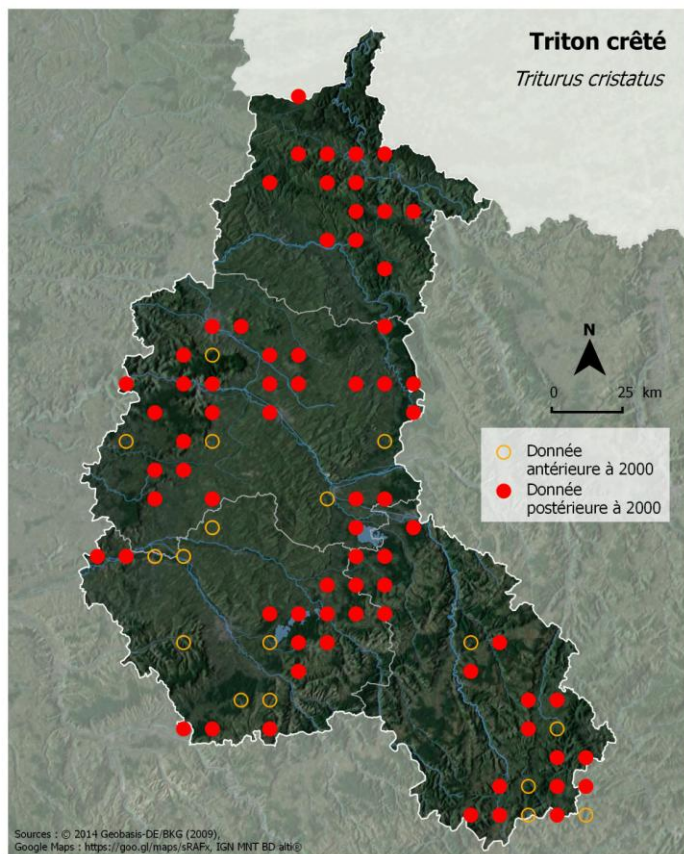 Triton crêté
Triturus cristatus
N
0 25 km
Donnée
antérieure à 2000
Donnée
postérieure à 2000
Sources : © 2014 Geobasis-DE/BKG (2009),
Google Maps : https://goo.gl/maps/sRAFx, IGN MNT BD alti®